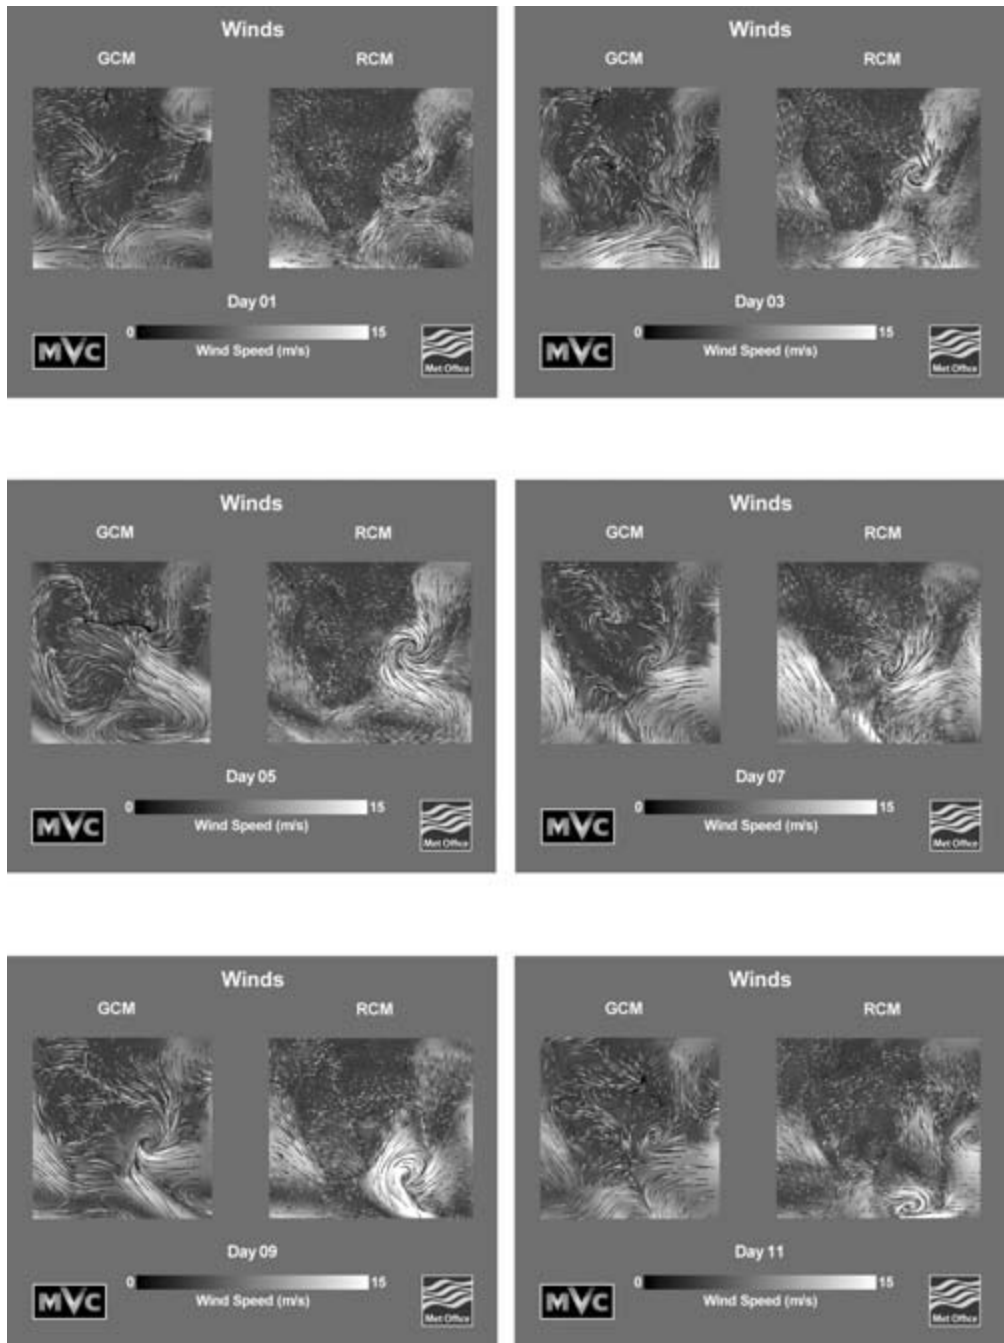 Winds
GCM RCM
Day 01
0 15
Wind Speed (m/s)
MVC
Met Office
Winds
GCM RCM
Day 03
0 15
Wind Speed (m/s)
MVC
Met Office
Winds
GCM RCM
Day 05
0 15
Wind Speed (m/s)
MVC
Met Office
Winds
GCM RCM
Day 07
0 15
Wind Speed (m/s)
MVC
Met Office
Winds
GCM RCM
Day 09
0 15
Wind Speed (m/s)
MVC
Met Office
Winds
GCM RCM
Day 11
0 15
Wind Speed (m/s)
MVC
Met Office